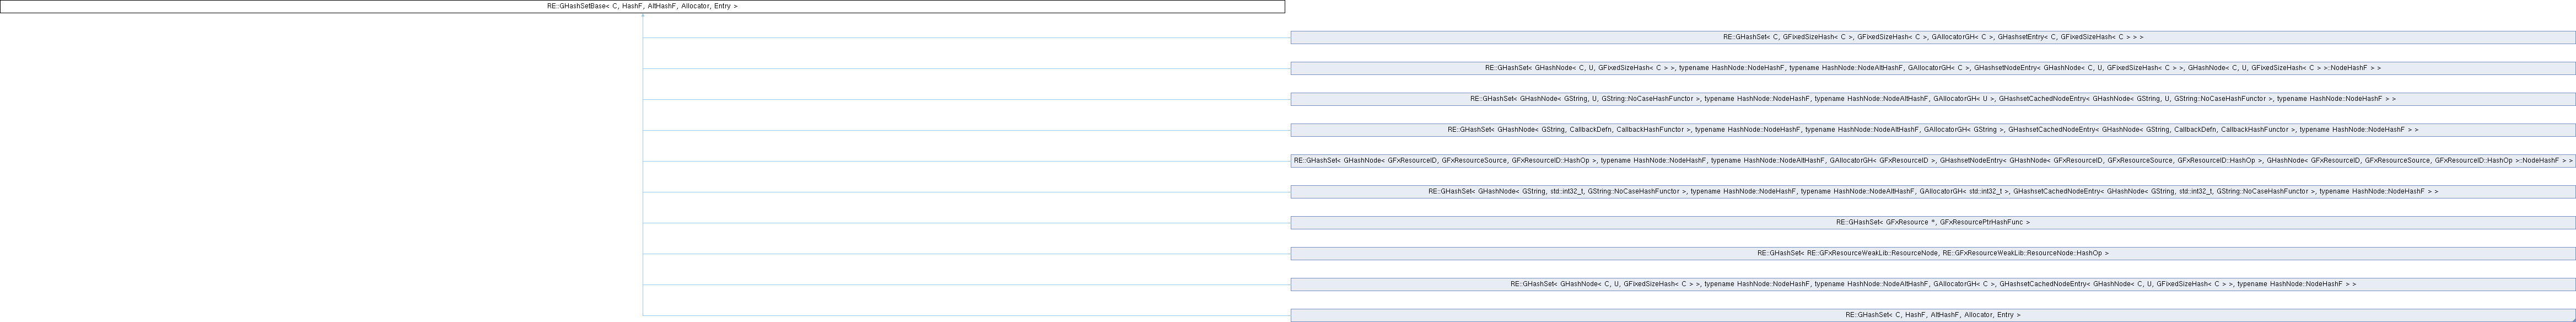 RE::GHashSetBase< C, HashF, AltHashF, Allocator, Entry >
RE::GHashSet< C, GFixedSizeHash< C >, GFixedSizeHash< C >, GAllocatorGH< C >, GHashsetEntry< C, GFixedSizeHash< C > > >
RE::GHashSet< GHashNode< C, U, GFixedSizeHash< C > >, typename HashNode::NodeHashF, typename HashNode::NodeAltHashF, GAllocatorGH< C >, GHashsetNodeEntry< GHashNode< C, U, GFixedSizeHash< C > >, GHashNode< C, U, GFixedSizeHash< C > >::NodeHashF > >
RE::GHashSet< GHashNode< GString, U, GString::NoCaseHashFunctor >, typename HashNode::NodeHashF, typename HashNode::NodeAltHashF, GAllocatorGH< U >, GHashsetCachedNodeEntry< GHashNode< GString, U, GString::NoCaseHashFunctor >, typename HashNode::NodeHashF > >
RE::GHashSet< GHashNode< GString, CallbackDefn, CallbackHashFunctor >, typename HashNode::NodeHashF, typename HashNode::NodeAltHashF, GAllocatorGH< GString >, GHashsetCachedNodeEntry< GHashNode< GString, CallbackDefn, CallbackHashFunctor >, typename HashNode::NodeHashF > >
RE::GHashSet< GHashNode< GFxResourceID, GFxResourceSource, GFxResourceID::HashOp >, typename HashNode::NodeHashF, typename HashNode::NodeAltHashF, GAllocatorGH< GFxResourceID >, GHashsetNodeEntry< GHashNode< GFxResourceID, GFxResourceSource, GFxResourceID::HashOp >, GHashNode< GFxResourceID, GFxResourceSource, GFxResourceID::HashOp >::NodeHashF > >
RE::GHashSet< GHashNode< GString, std::int32_t, GString::NoCaseHashFunctor >, typename HashNode::NodeHashF, typename HashNode::NodeAltHashF, GAllocatorGH< std::int32_t >, GHashsetCachedNodeEntry< GHashNode< GString, std::int32_t, GString::NoCaseHashFunctor >, typename HashNode::NodeHashF > >
RE::GHashSet< GFxResource *, GFxResourcePtrHashFunc >
RE::GHashSet< RE::GFxResourceWeakLib::ResourceNode, RE::GFxResourceWeakLib::ResourceNode::HashOp >
RE::GHashSet< GHashNode< C, U, GFixedSizeHash< C > >, typename HashNode::NodeHashF, typename HashNode::NodeAltHashF, GAllocatorGH< C >, GHashsetCachedNodeEntry< GHashNode< C, U, GFixedSizeHash< C > >, typename HashNode::NodeHashF > >
RE::GHashSet< C, HashF, AltHashF, Allocator, Entry >